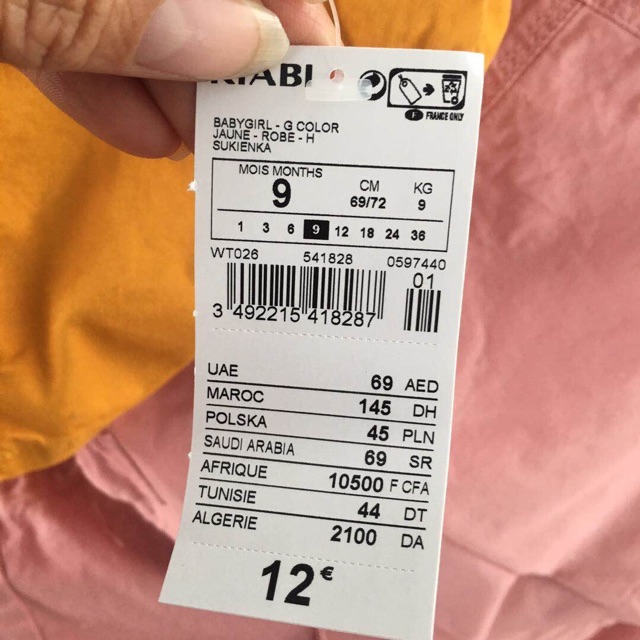 KIABI
FRANCE ONLY
BABYGIRL - G COLOR
JAUNE - ROBE - H
SUKIENKA
MOIS MONTHS
9
CM
69/72
KG
9
1 3 6 9 12 18 24 36
WT026 541828 0597440
01
3 492215 418287
UAE 69 AED
MAROC 145 DH
POLSKA 45 PLN
SAUDI ARABIA 69 SR
AFRIQUE 10500 F CFA
TUNISIE 44 DT
ALGERIE 2100 DA
12€